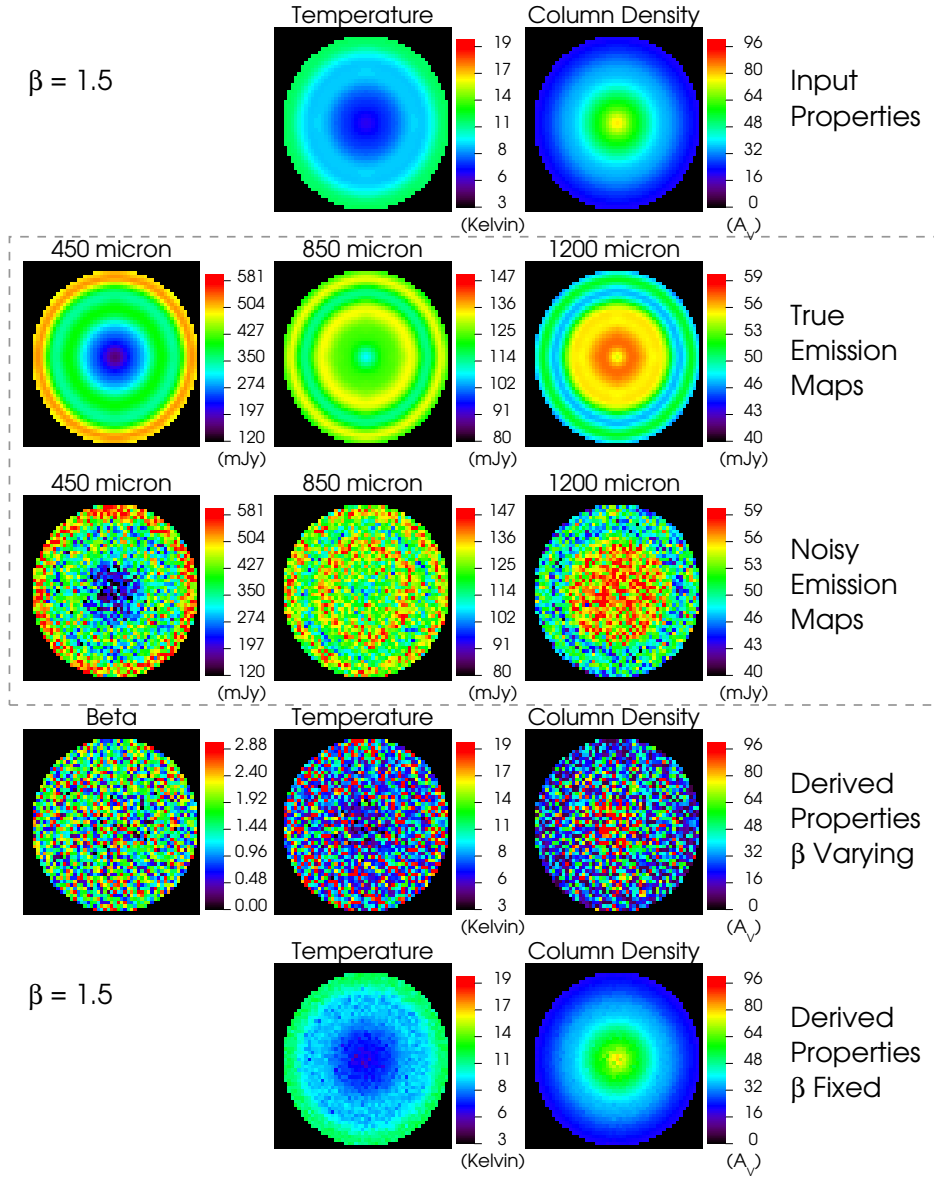 Temperature
Column Density
β = 1.5
19
17
14
11
8
6
3
(Kelvin)
96
80
64
48
32
16
0
(A_V)
Input
Properties
450 micron
850 micron
1200 micron
581
504
427
350
274
197
120
(mJy)
147
136
125
114
102
91
80
(mJy)
59
56
53
50
46
43
40
(mJy)
True
Emission
Maps
450 micron
850 micron
1200 micron
581
504
427
350
274
197
120
(mJy)
147
136
125
114
102
91
80
(mJy)
59
56
53
50
46
43
40
(mJy)
Noisy
Emission
Maps
Beta
Temperature
Column Density
2.88
2.40
1.92
1.44
0.96
0.48
0.00
19
17
14
11
8
6
3
(Kelvin)
96
80
64
48
32
16
0
(A_V)
Derived
Properties
β Varying
Temperature
Column Density
β = 1.5
19
17
14
11
8
6
3
(Kelvin)
96
80
64
48
32
16
0
(A_V)
Derived
Properties
β Fixed